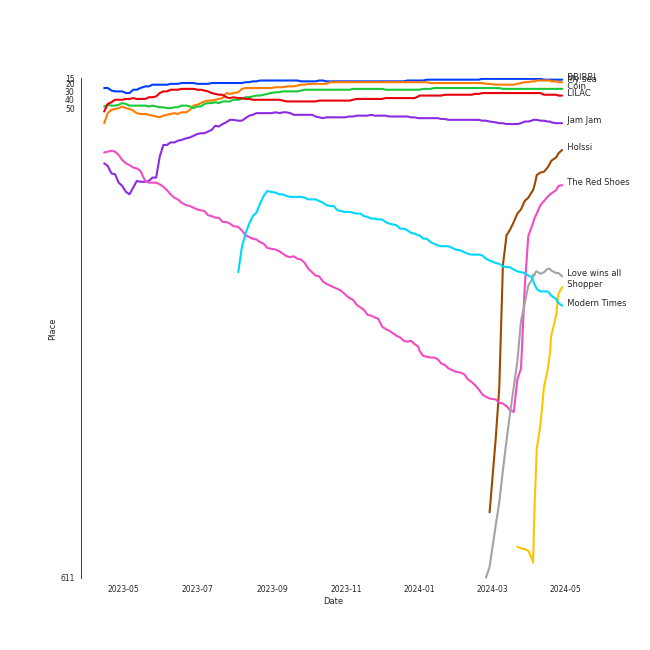 15
20
30
40
50
611
Place
BBIBBI
Coin
LILAC
Jam Jam
Holssi
The Red Shoes
Love wins all
Shopper
Modern Times
2023-05
2023-07
2023-09
2023-11
2024-01
2024-03
2024-05
Date